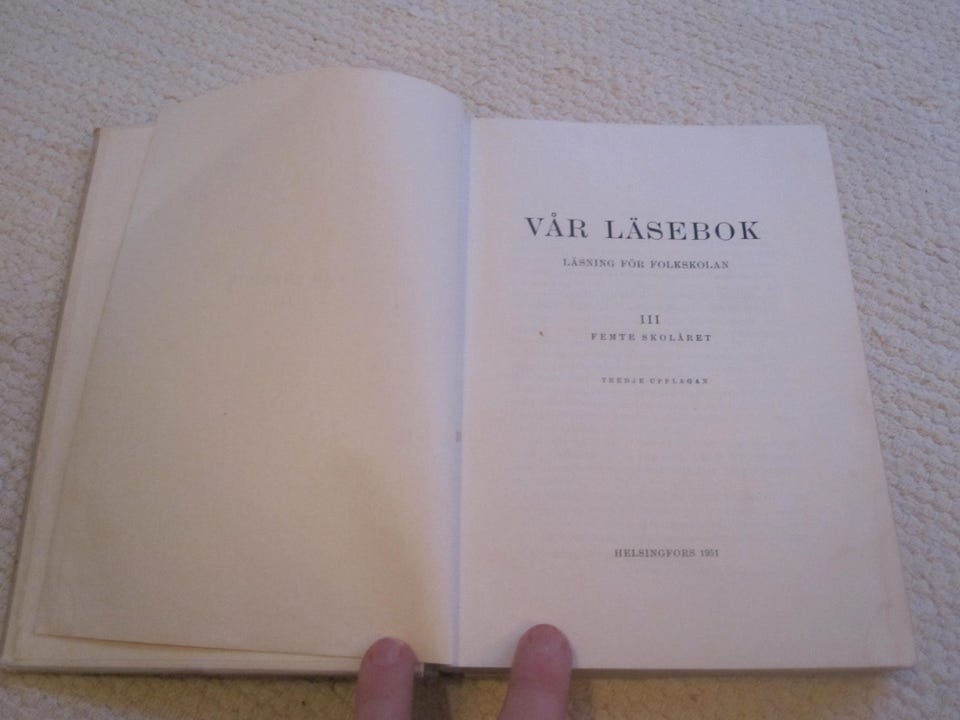 VÅR LÄSEBOK
LÄSNING FÖR FOLKSKOLAN
III
FEMTE SKOLÅRET
TREDJE UPPLAGAN
HELSINGFORS 1951